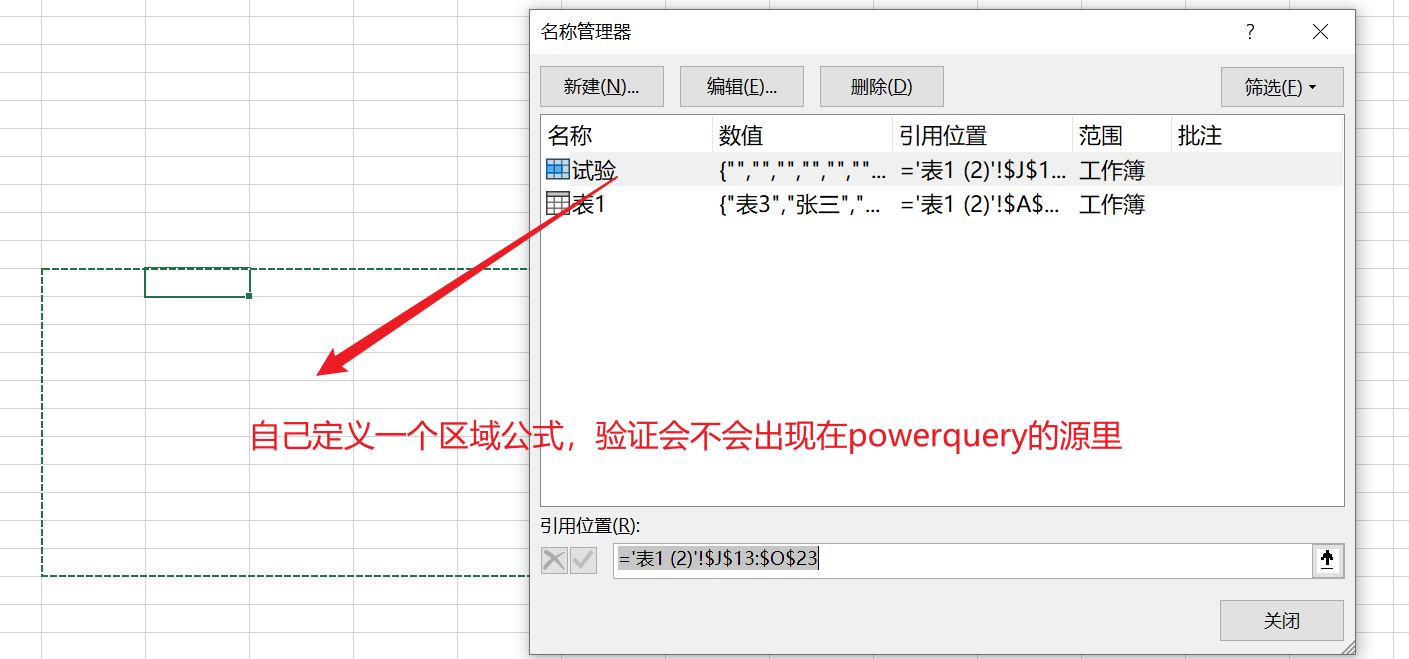 名称管理器
?
新建(N)...
编辑(E)...
删除(D)
筛选(F)
名称 数值 引用位置 范围 批注
试验 {"","","","","",""... ='表1 (2)'!$J$1... 工作簿
表1 {"表3","张三","... ='表1 (2)'!$A$... 工作簿
自己定义一个区域公式，验证会不会出现在powerquery的源里
引用位置(R):
='表1 (2)'!$J$13:$O$23
关闭